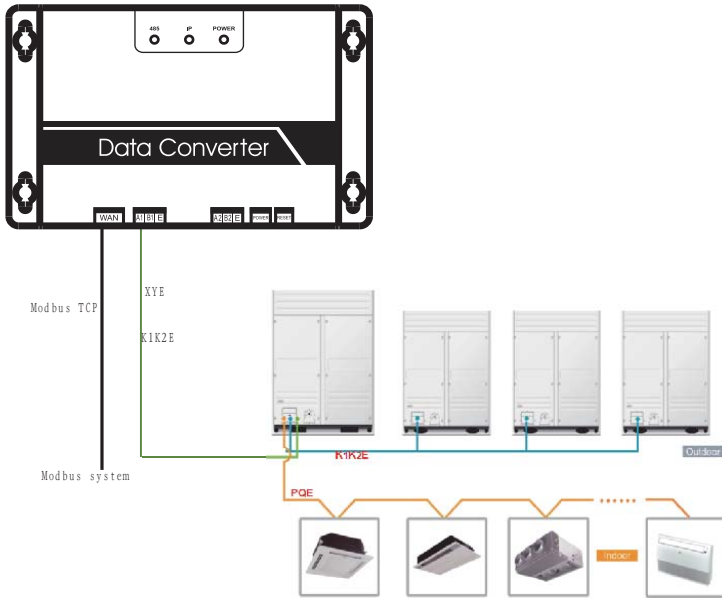 485 IP POWER
Data Converter
WAN A1 B1 E A2 B2 E POWER RESET
XYE
Modbus TCP
K1K2E
Modbus system
K1K2E
Outdoor
PQE
Indoor